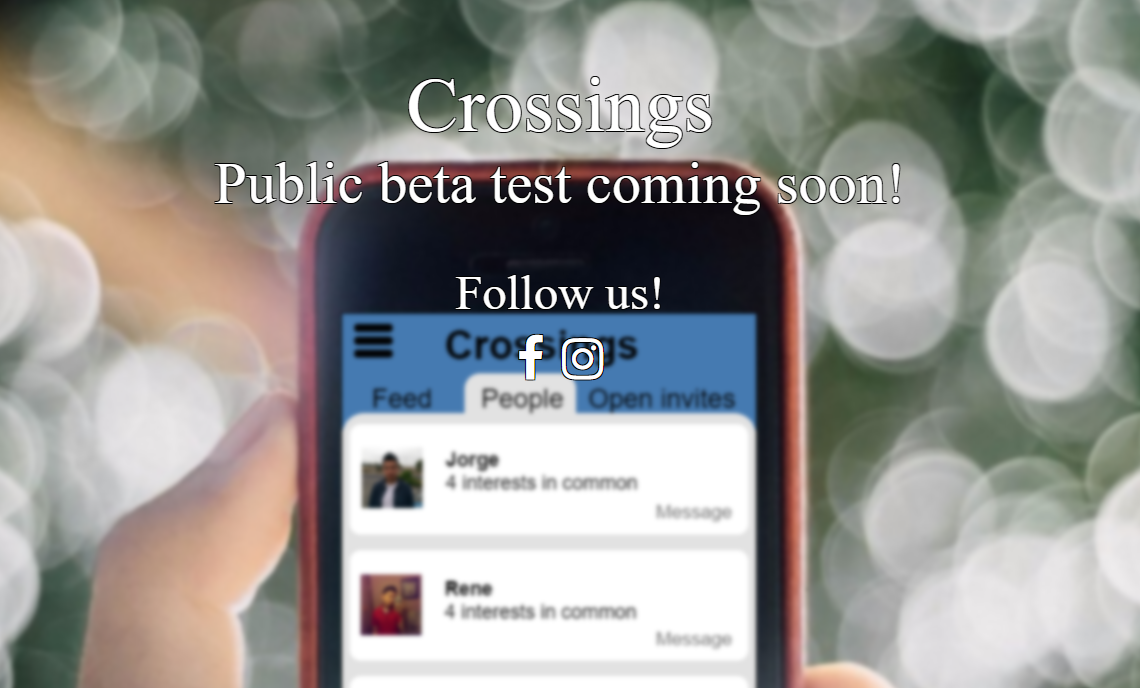 Crossings
Public beta test coming soon!
Follow us!
Crossings
Feed People Open invites
Jorge
4 interests in common
Message
Rene
4 interests in common
Message